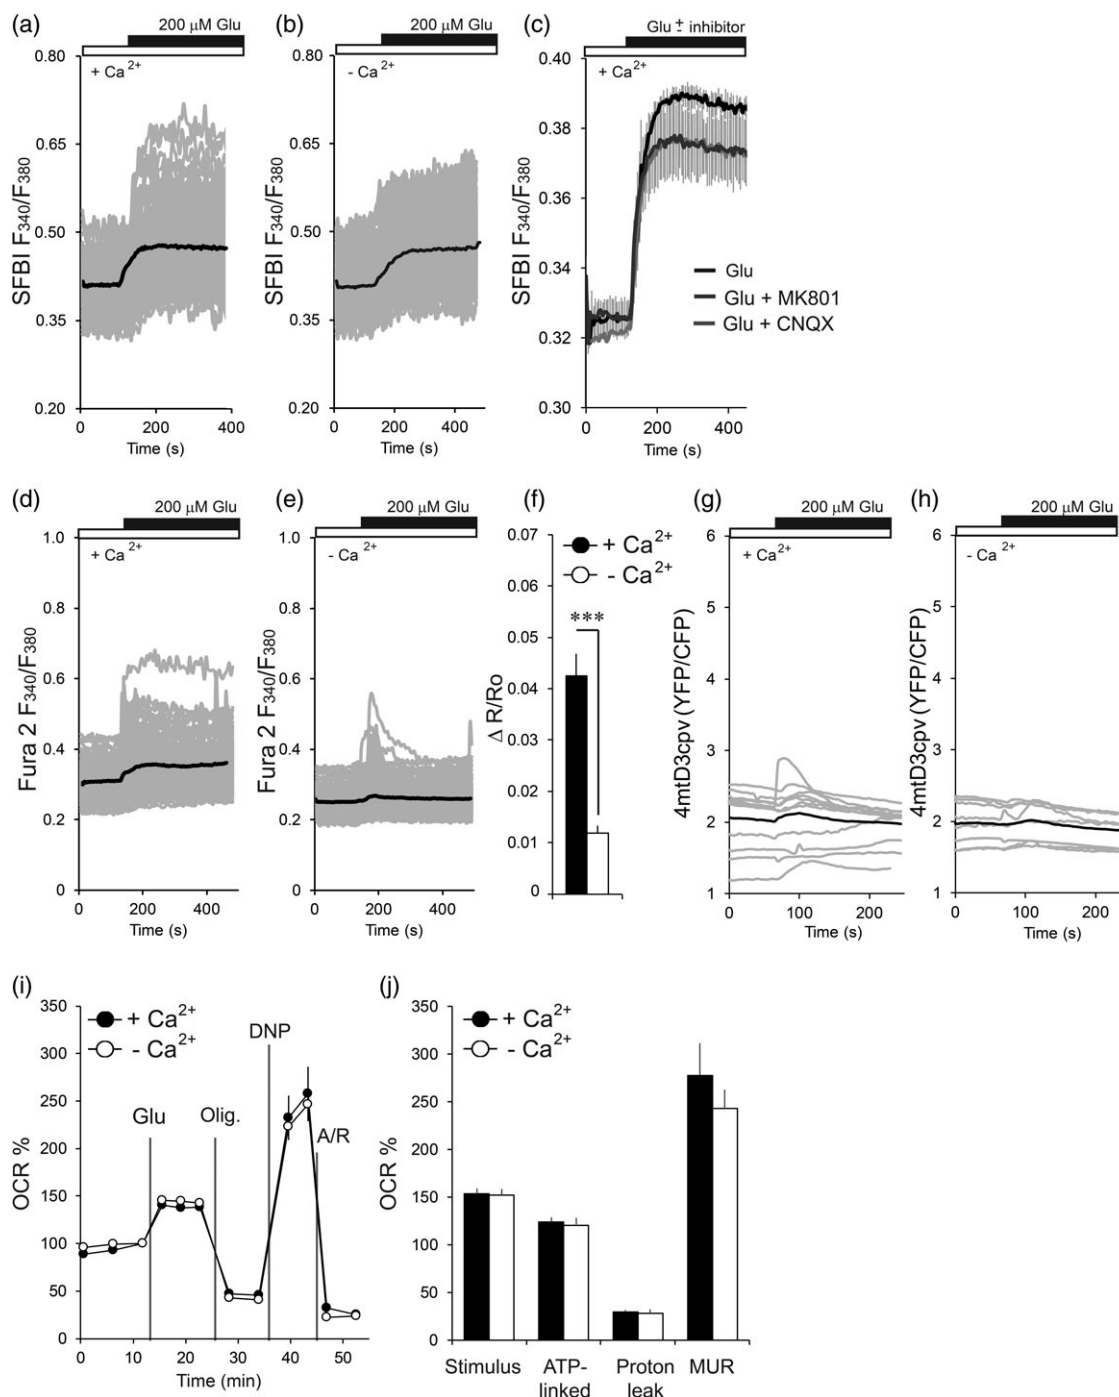 (a)
200 μM Glu
+ Ca²⁺
SFBI F₃₄₀/F₃₈₀
0.80
0.65
0.50
0.35
0.20
0 200 400
Time (s)
(b)
200 μM Glu
- Ca²⁺
SFBI F₃₄₀/F₃₈₀
0.80
0.65
0.50
0.35
0.20
0 200 400
Time (s)
(c)
Glu ± inhibitor
+ Ca²⁺
SFBI F₃₄₀/F₃₈₀
0.40
0.38
0.36
0.34
0.32
0.30
Glu
Glu + MK801
Glu + CNQX
0 200 400
Time (s)
(d)
200 μM Glu
+ Ca²⁺
Fura 2 F₃₄₀/F₃₈₀
1.0
0.8
0.6
0.4
0.2
0
0 200 400
Time (s)
(e)
200 μM Glu
- Ca²⁺
Fura 2 F₃₄₀/F₃₈₀
1.0
0.8
0.6
0.4
0.2
0
0 200 400
Time (s)
(f)
+ Ca²⁺
- Ca²⁺
Δ R/Ro
0.07
0.06
0.05
0.04
0.03
0.02
0.01
0
***
(g)
200 μM Glu
+ Ca²⁺
4mtD3cpv (YFP/CFP)
6
5
4
3
2
1
0 100 200
Time (s)
(h)
200 μM Glu
- Ca²⁺
4mtD3cpv (YFP/CFP)
6
5
4
3
2
1
0 100 200
Time (s)
(i)
+ Ca²⁺
- Ca²⁺
OCR %
350
300
250
200
150
100
50
0
Glu
Olig.
DNP
A/R
0 10 20 30 40 50
Time (min)
(j)
+ Ca²⁺
- Ca²⁺
OCR %
350
300
250
200
150
100
50
0
Stimulus
ATP-linked
Proton leak
MUR